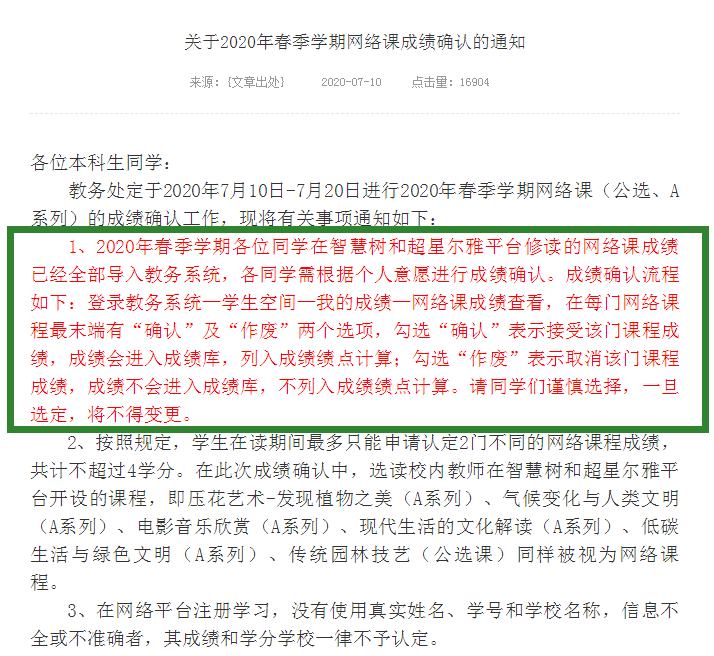 关于2020年春季学期网络课成绩确认的通知
来源：{文章出处} 2020-07-10 点击量：16904
各位本科生同学：
教务处定于2020年7月10日-7月20日进行2020年春季学期网络课（公选、A
系列）的成绩确认工作，现将有关事项通知如下：
1、2020年春季学期各位同学在智慧树和超星尔雅平台修读的网络课成绩
已经全部导入教务系统，各同学需根据个人意愿进行成绩确认。成绩确认流程
如下：登录教务系统—学生空间—我的成绩—网络课成绩查看，在每门网络课
程最末端有“确认”及“作废”两个选项，勾选“确认”表示接受该门课程成
绩，成绩会进入成绩库，列入成绩绩点计算；勾选“作废”表示取消该门课程
成绩，成绩不会进入成绩库，不列入成绩绩点计算。请同学们谨慎选择，一旦
选定，将不得变更。
2、按照规定，学生在读期间最多只能申请认定2门不同的网络课程成绩，
共计不超过4学分。在此次成绩确认中，选读校内教师在智慧树和超星尔雅平
台开设的课程，即压花艺术-发现植物之美（A系列）、气候变化与人类文明
（A系列）、电影音乐欣赏（A系列）、现代生活的文化解读（A系列）、低碳
生活与绿色文明（A系列）、传统园林技艺（公选课）同样被视为网络课
程。
3、在网络平台注册学习，没有使用真实姓名、学号和学校名称，信息不
全或不准确者，其成绩和学分学校一律不予认定。